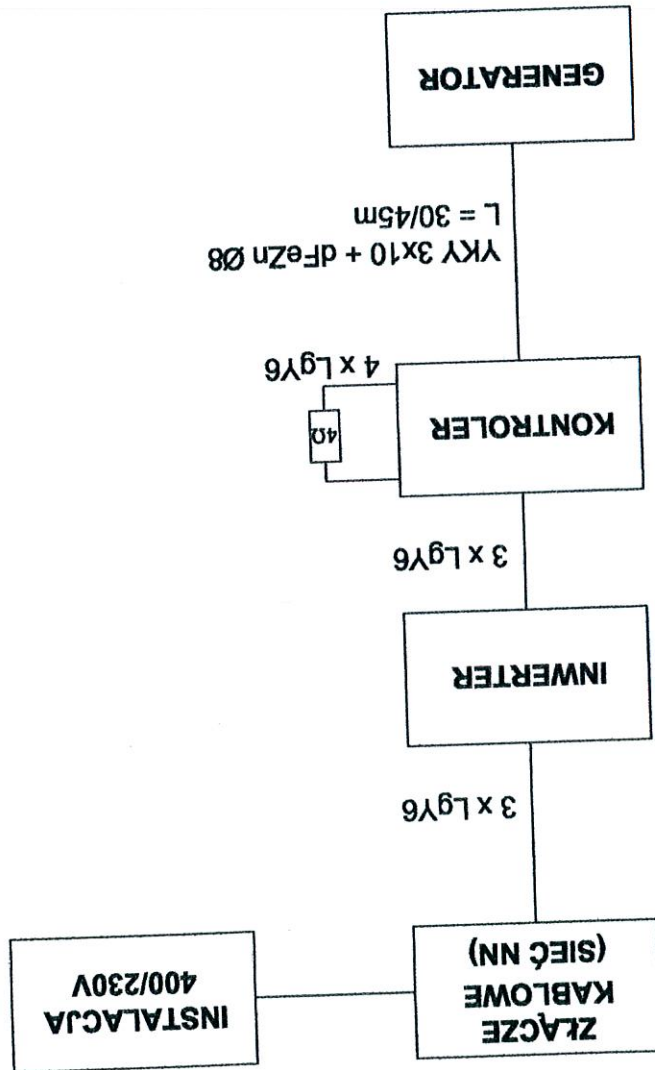 ZŁĄCZE
KABLOWE
(SIEĆ NN)
INSTALACJA
400/230V
3 x LgY6
INWERTER
3 x LgY6
KONTROLER
4Ω
4 x LgY6
YKY 3x10 + dFeZn Ø8
L = 30/45m
GENERATOR